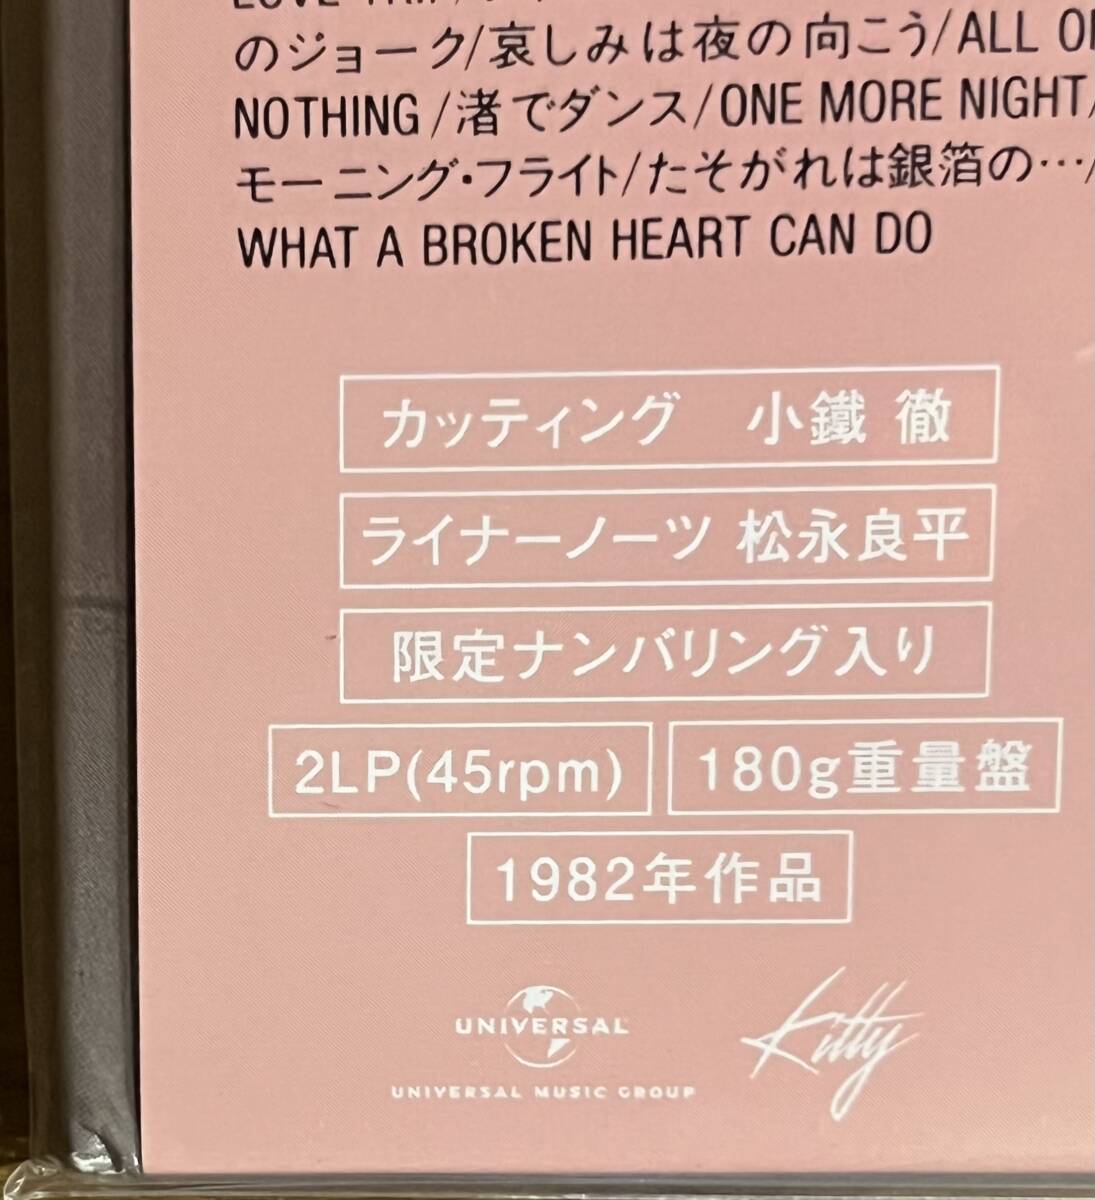 LOVE TRIP/
のジョーク/哀しみは夜の向こう/ALL OR
NOTHING/渚でダンス/ONE MORE NIGHT/
モーニング・フライト/たそがれは銀箔の…/
WHAT A BROKEN HEART CAN DO
カッティング 小鐵 徹
ライナーノーツ 松永良平
限定ナンバリング入り
2LP(45rpm) 180g重量盤
1982年作品
UNIVERSAL
UNIVERSAL MUSIC GROUP
Kitty